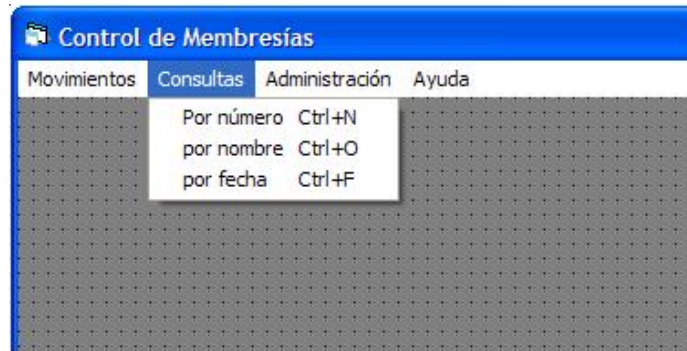 Control de Membresías
Movimientos Consultas Administración Ayuda
Por número Ctrl+N
por nombre Ctrl+O
por fecha Ctrl+F